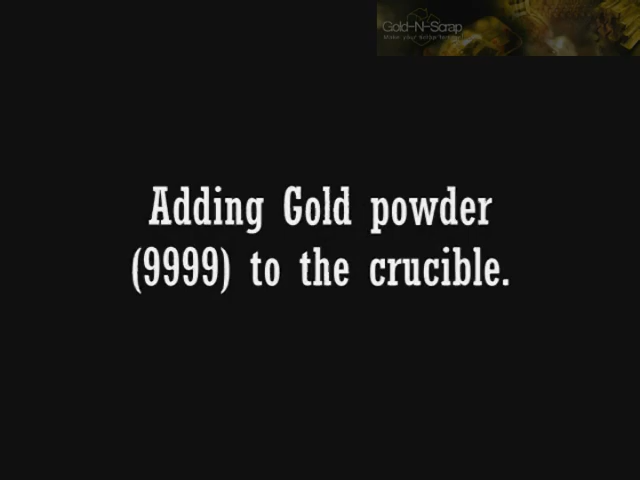 Gold-N-Scrap
Adding Gold powder
(9999) to the crucible.